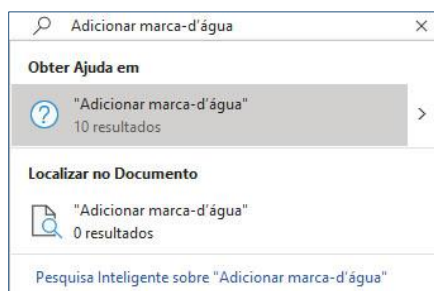 Adicionar marca-d'água
Obter Ajuda em
"Adicionar marca-d'água"
10 resultados
Localizar no Documento
"Adicionar marca-d'água"
0 resultados
Pesquisa Inteligente sobre "Adicionar marca-d'água"